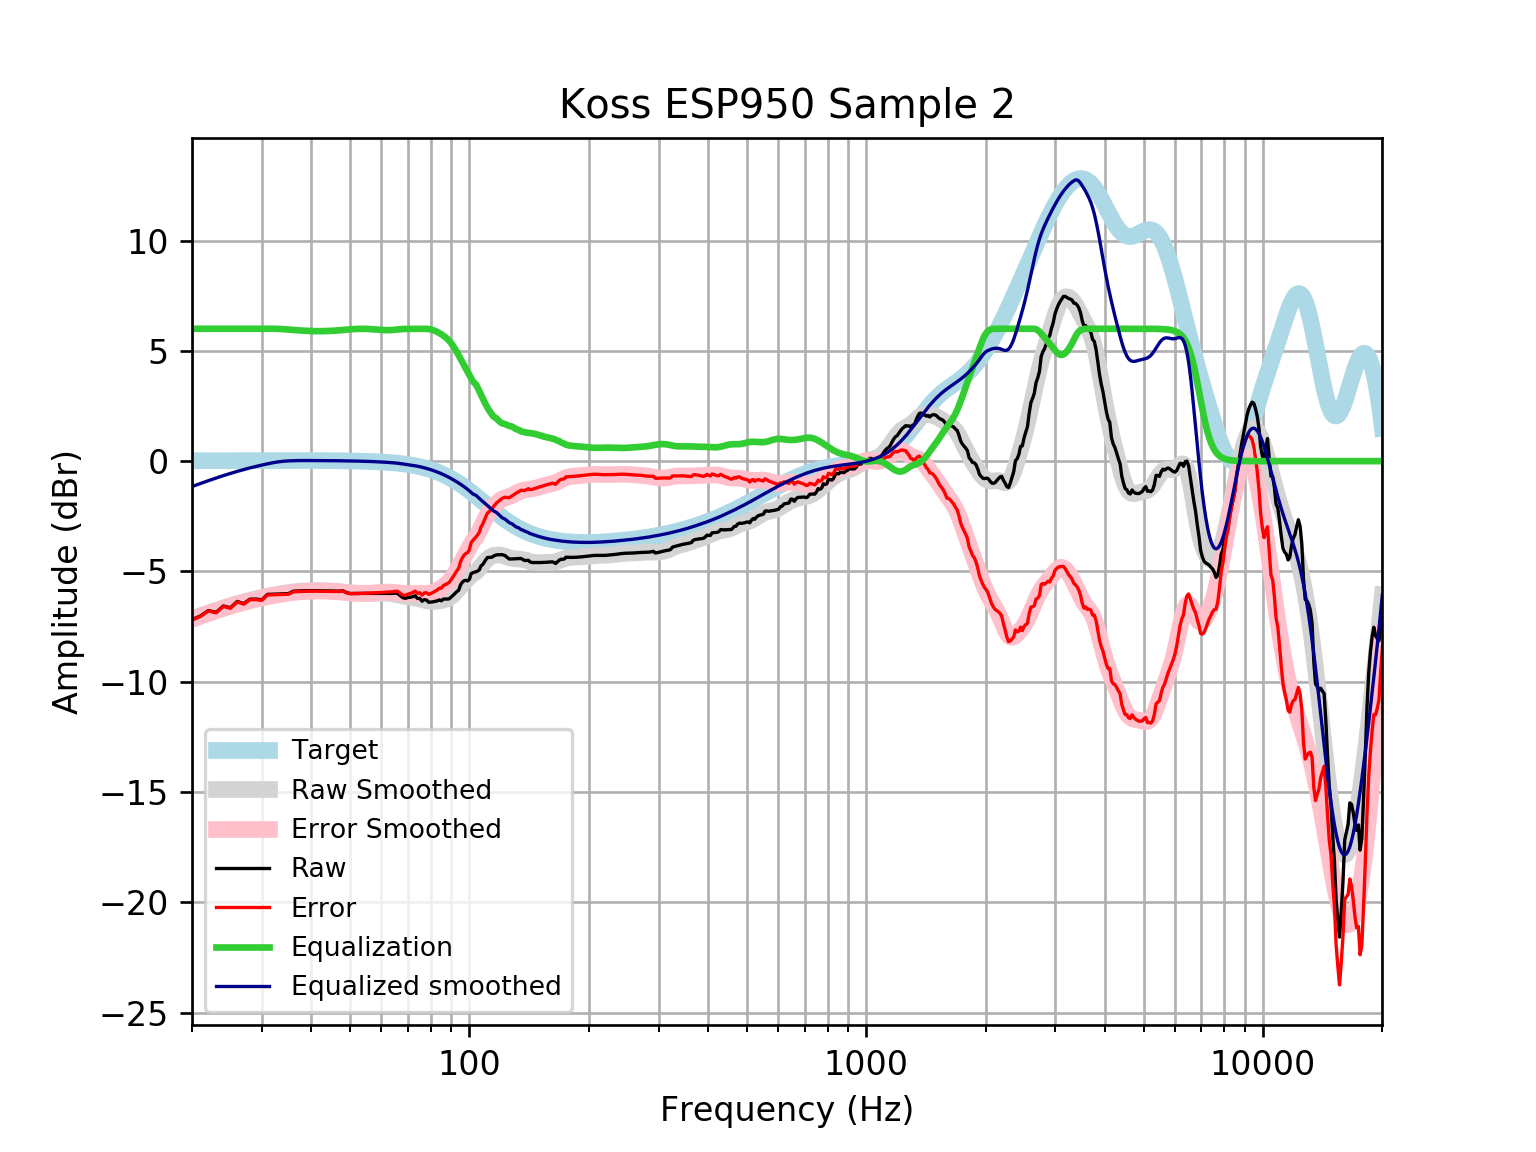 Koss ESP950 Sample 2
Amplitude (dBr)
10
5
0
−5
−10
−15
−20
−25
Target
Raw Smoothed
Error Smoothed
Raw
Error
Equalization
Equalized smoothed
100
1000
10000
Frequency (Hz)